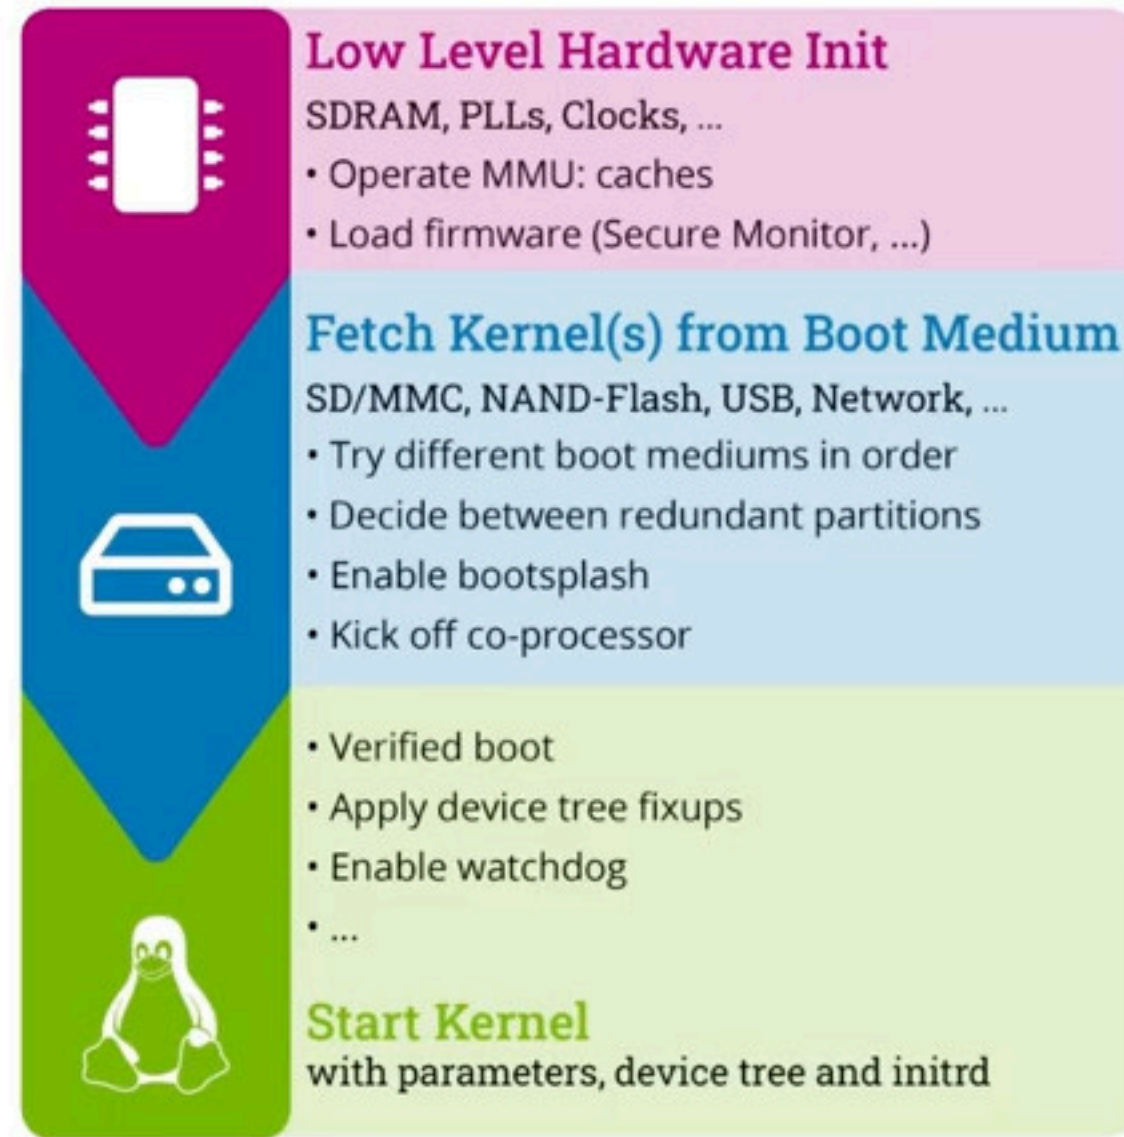 Low Level Hardware Init
SDRAM, PLLs, Clocks, ...
• Operate MMU: caches
• Load firmware (Secure Monitor, ...)
Fetch Kernel(s) from Boot Medium
SD/MMC, NAND-Flash, USB, Network, ...
• Try different boot mediums in order
• Decide between redundant partitions
• Enable bootsplash
• Kick off co-processor
• Verified boot
• Apply device tree fixups
• Enable watchdog
• ...
Start Kernel
with parameters, device tree and initrd